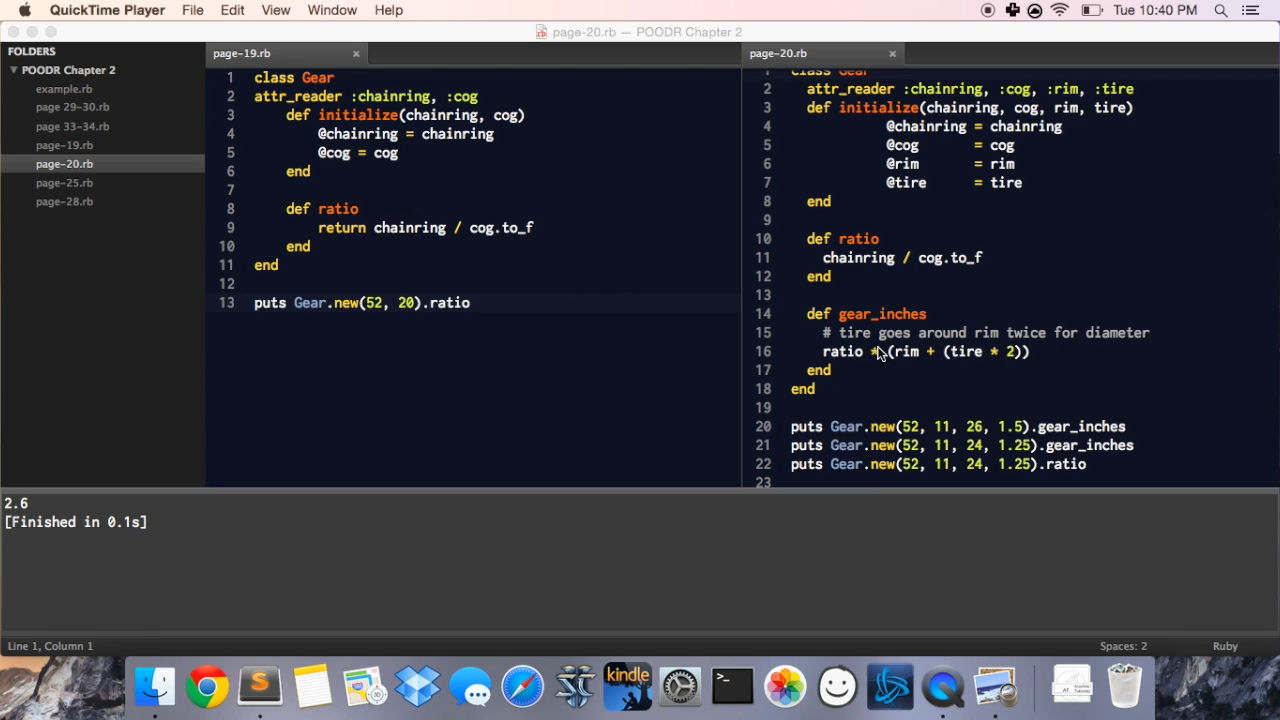 QuickTime Player File Edit View Window Help Tue 10:40 PM
page-20.rb — POODR Chapter 2
FOLDERS
POODR Chapter 2
example.rb
page 29-30.rb
page 33-34.rb
page-19.rb
page-20.rb
page-25.rb
page-28.rb
page-19.rb ×
1 class Gear
2 attr_reader :chainring, :cog
3 def initialize(chainring, cog)
4 @chainring = chainring
5 @cog = cog
6 end
7
8 def ratio
9 return chainring / cog.to_f
10 end
11 end
12
13 puts Gear.new(52, 20).ratio
page-20.rb ×
1 class Gear
2 attr_reader :chainring, :cog, :rim, :tire
3 def initialize(chainring, cog, rim, tire)
4 @chainring = chainring
5 @cog = cog
6 @rim = rim
7 @tire = tire
8 end
9
10 def ratio
11 chainring / cog.to_f
12 end
13
14 def gear_inches
15 # tire goes around rim twice for diameter
16 ratio * (rim + (tire * 2))
17 end
18 end
19
20 puts Gear.new(52, 11, 26, 1.5).gear_inches
21 puts Gear.new(52, 11, 24, 1.25).gear_inches
22 puts Gear.new(52, 11, 24, 1.25).ratio
23
2.6
[Finished in 0.1s]
Line 1, Column 1 Spaces: 2 Ruby
kindle